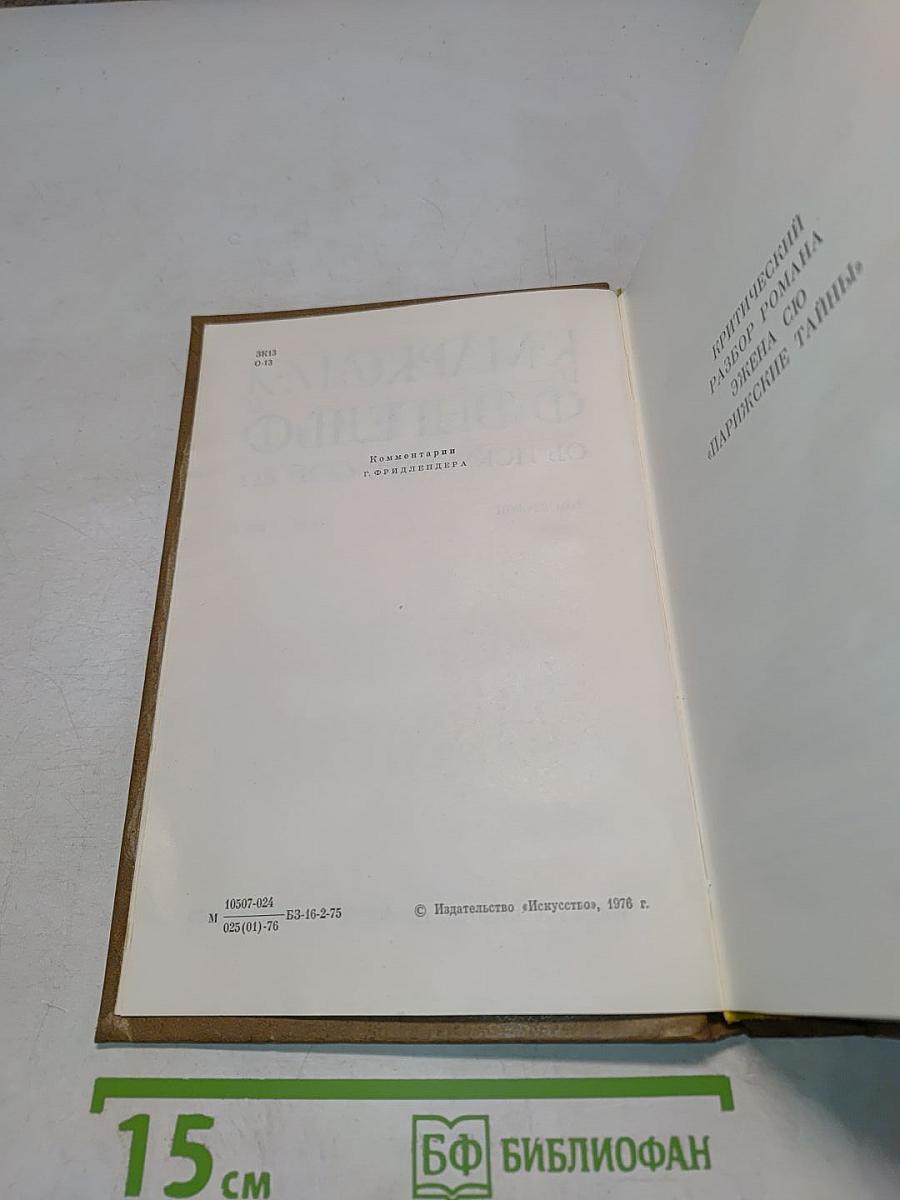 ЗК13
О-13
Комментарии
Г. ФРИДЛЕНДЕРА
10507-024
М ———— БЗ-16-2-75
025(01)-76
© Издательство «Искусство», 1976 г.
КРИТИЧЕСКИЙ
РАЗБОР РОМАНА
ЭЖЕНА СЮ
«ПАРИЖСКИЕ ТАЙНЫ»
15 см
БФ БИБЛИОФАН